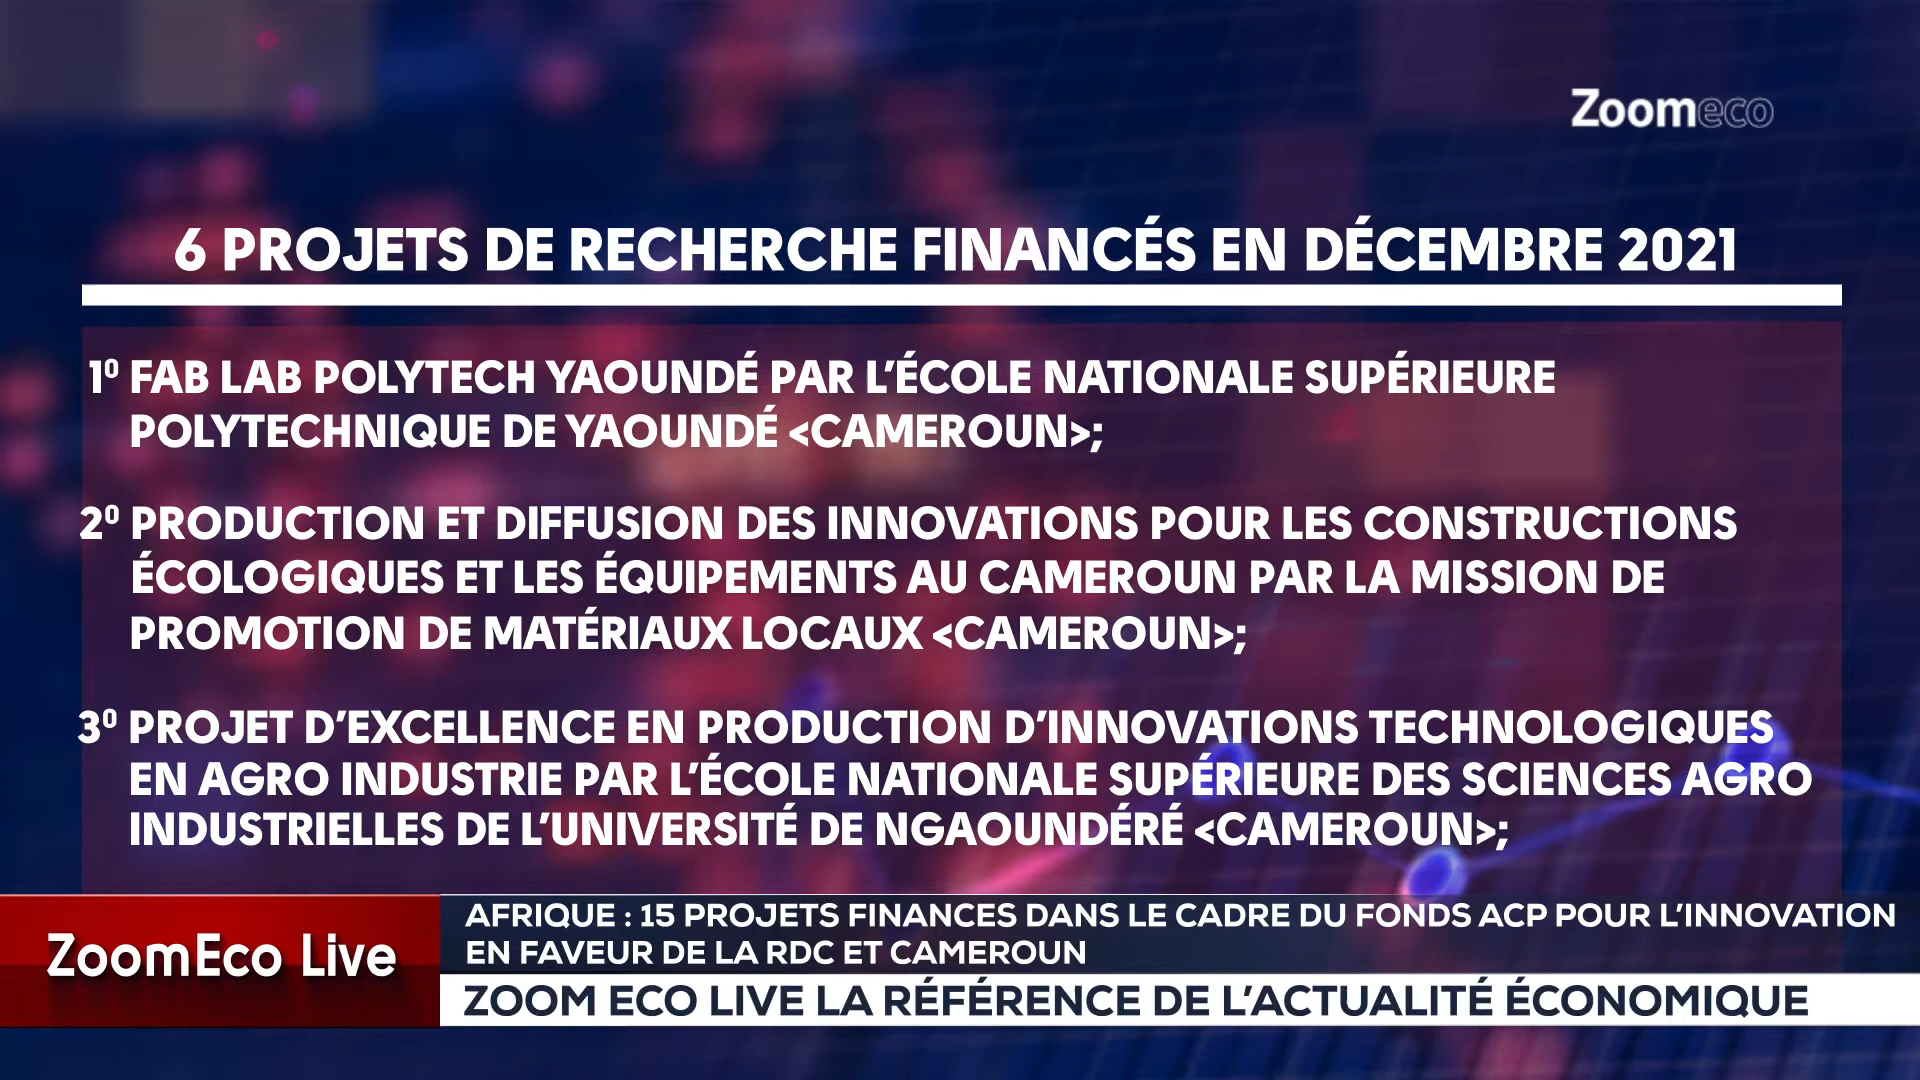 Zoomeco
6 PROJETS DE RECHERCHE FINANCÉS EN DÉCEMBRE 2021
1⁰ FAB LAB POLYTECH YAOUNDÉ PAR L’ÉCOLE NATIONALE SUPÉRIEURE
POLYTECHNIQUE DE YAOUNDÉ <CAMEROUN>;
2⁰ PRODUCTION ET DIFFUSION DES INNOVATIONS POUR LES CONSTRUCTIONS
ÉCOLOGIQUES ET LES ÉQUIPEMENTS AU CAMEROUN PAR LA MISSION DE
PROMOTION DE MATÉRIAUX LOCAUX <CAMEROUN>;
3⁰ PROJET D’EXCELLENCE EN PRODUCTION D’INNOVATIONS TECHNOLOGIQUES
EN AGRO INDUSTRIE PAR L’ÉCOLE NATIONALE SUPÉRIEURE DES SCIENCES AGRO
INDUSTRIELLES DE L’UNIVERSITÉ DE NGAOUNDÉRÉ <CAMEROUN>;
ZoomEco Live
AFRIQUE : 15 PROJETS FINANCES DANS LE CADRE DU FONDS ACP POUR L’INNOVATION
EN FAVEUR DE LA RDC ET CAMEROUN
ZOOM ECO LIVE LA RÉFÉRENCE DE L’ACTUALITÉ ÉCONOMIQUE